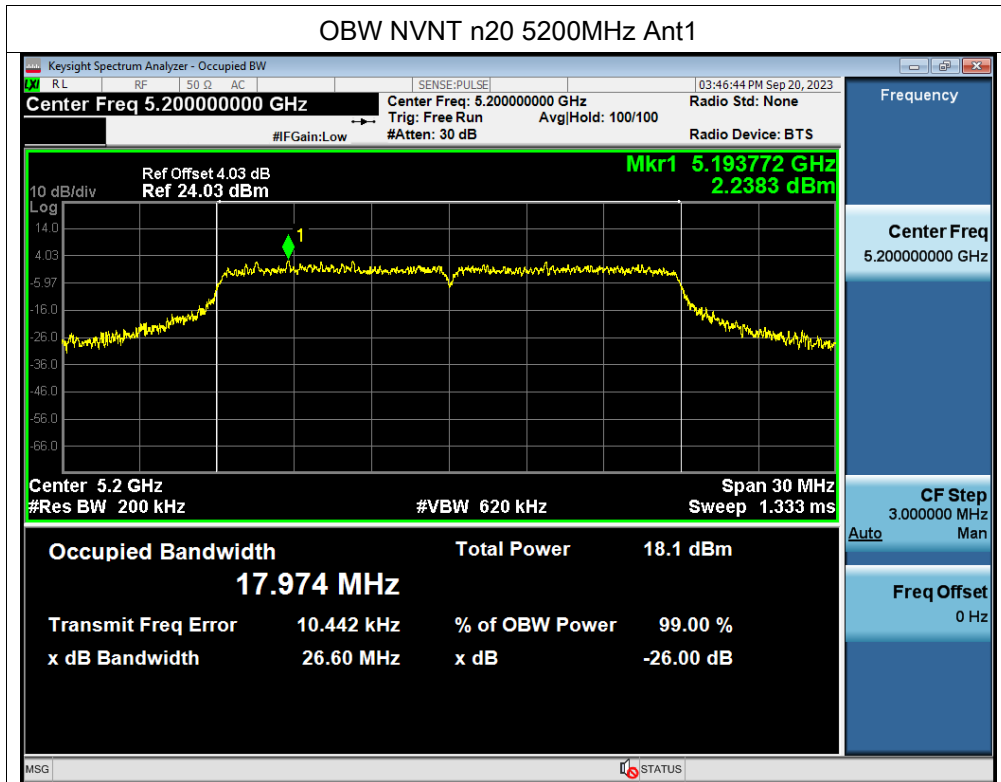 OBW NVNT n20 5200MHz Ant1
Keysight Spectrum Analyzer - Occupied BW
LXI RL RF 50 Ω AC SENSE:PULSE 03:46:44 PM Sep 20, 2023
Center Freq 5.200000000 GHz
Center Freq: 5.200000000 GHz
Radio Std: None
Trig: Free Run Avg|Hold: 100/100
#IFGain:Low
#Atten: 30 dB
Radio Device: BTS
Frequency
Mkr1 5.193772 GHz
2.2383 dBm
Ref Offset 4.03 dB
10 dB/div Ref 24.03 dBm
Log
14.0
4.03
-5.97
-16.0
-26.0
-36.0
-46.0
-56.0
-66.0
1
Center Freq
5.200000000 GHz
Center 5.2 GHz
Span 30 MHz
#Res BW 200 kHz
#VBW 620 kHz
Sweep 1.333 ms
CF Step
3.000000 MHz
Auto Man
Occupied Bandwidth
17.974 MHz
Total Power 18.1 dBm
Transmit Freq Error 10.442 kHz
% of OBW Power 99.00 %
x dB Bandwidth 26.60 MHz
x dB -26.00 dB
Freq Offset
0 Hz
MSG
STATUS